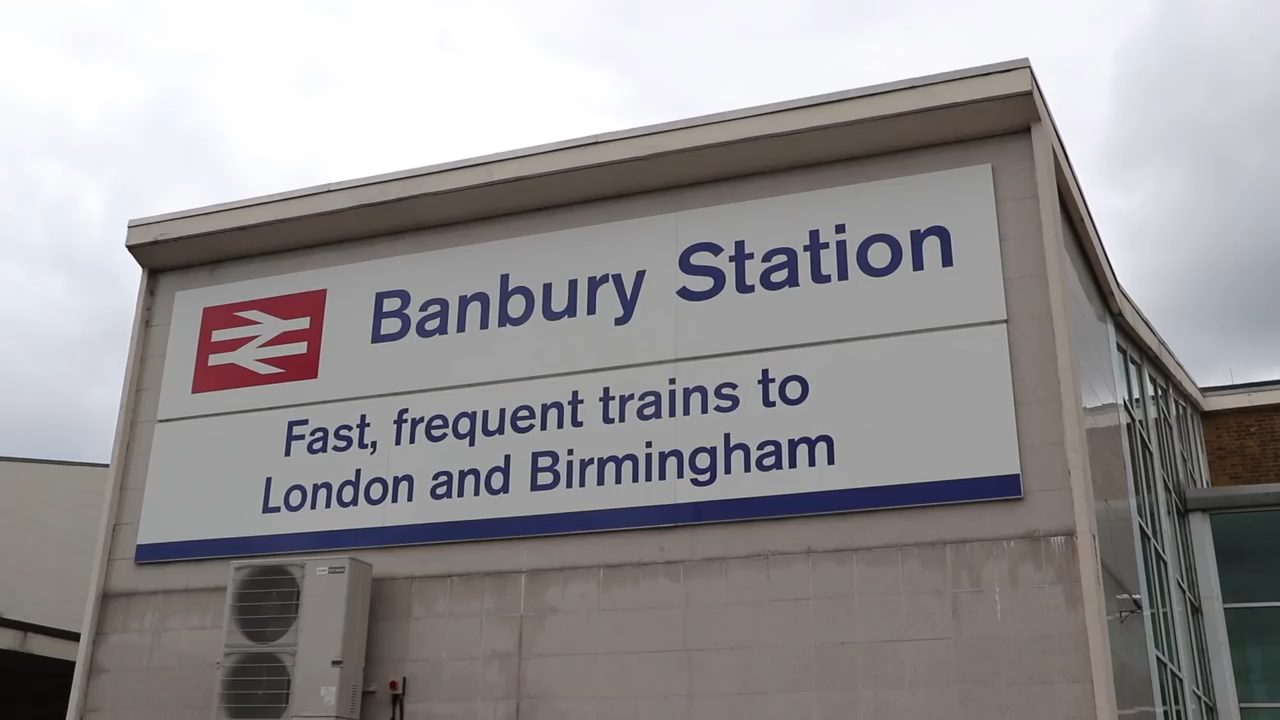 Banbury Station
Fast, frequent trains to
London and Birmingham